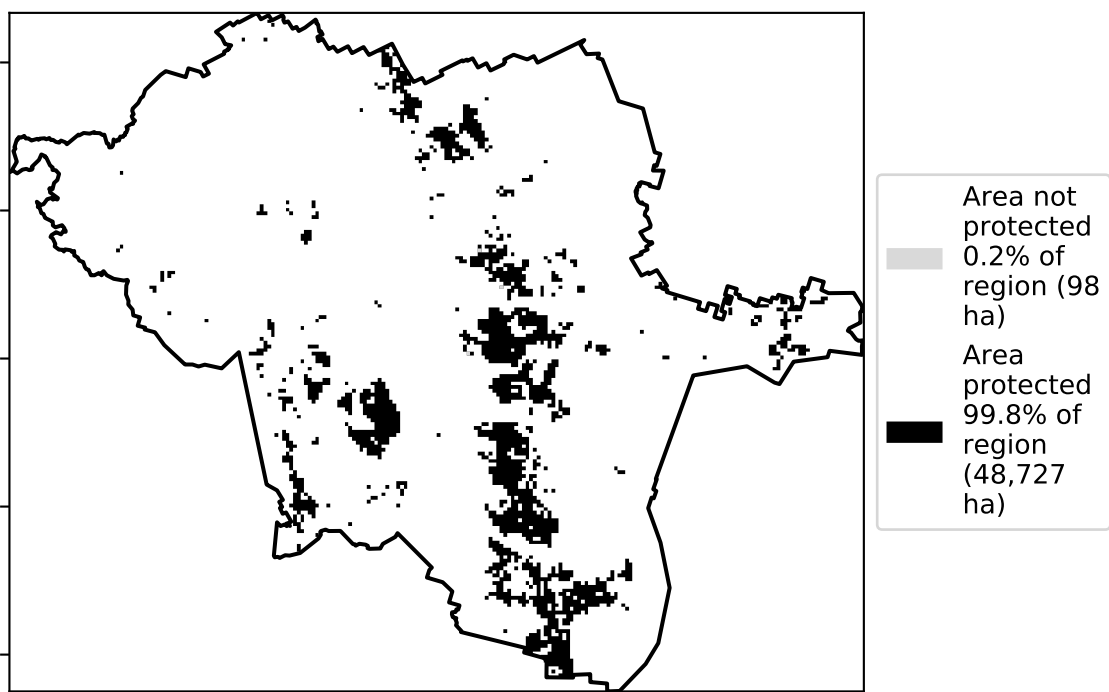 Area not
protected
0.2% of
region (98
ha)
Area
protected
99.8% of
region
(48,727
ha)